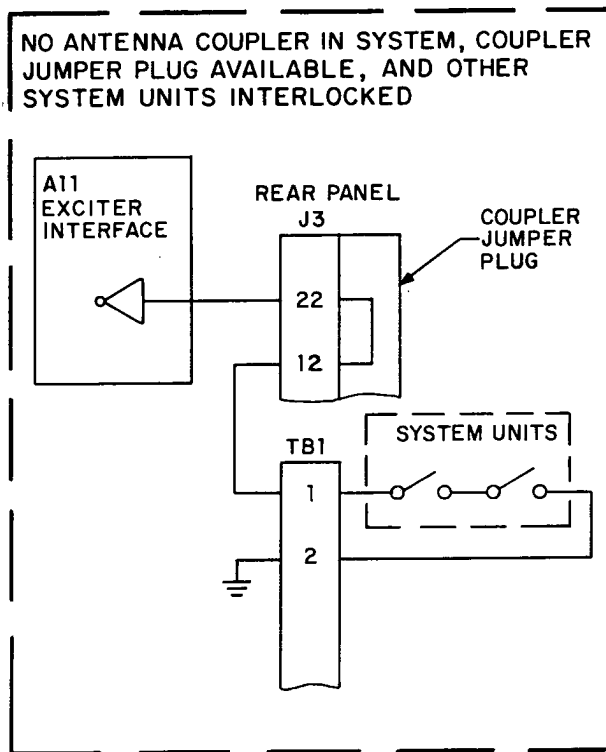 NO ANTENNA COUPLER IN SYSTEM, COUPLER
JUMPER PLUG AVAILABLE, AND OTHER
SYSTEM UNITS INTERLOCKED
A11
EXCITER
INTERFACE
REAR PANEL
J3
COUPLER
JUMPER
PLUG
22
12
SYSTEM UNITS
TB1
1
2